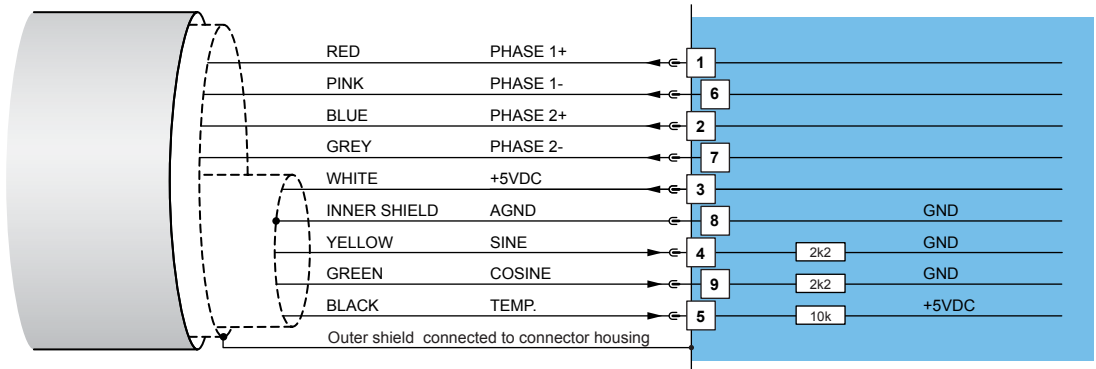 RED PHASE 1+ 1
PINK PHASE 1- 6
BLUE PHASE 2+ 2
GREY PHASE 2- 7
WHITE +5VDC 3
INNER SHIELD AGND 8 GND
YELLOW SINE 4 2k2 GND
GREEN COSINE 9 2k2 GND
BLACK TEMP. 5 10k +5VDC
Outer shield connected to connector housing